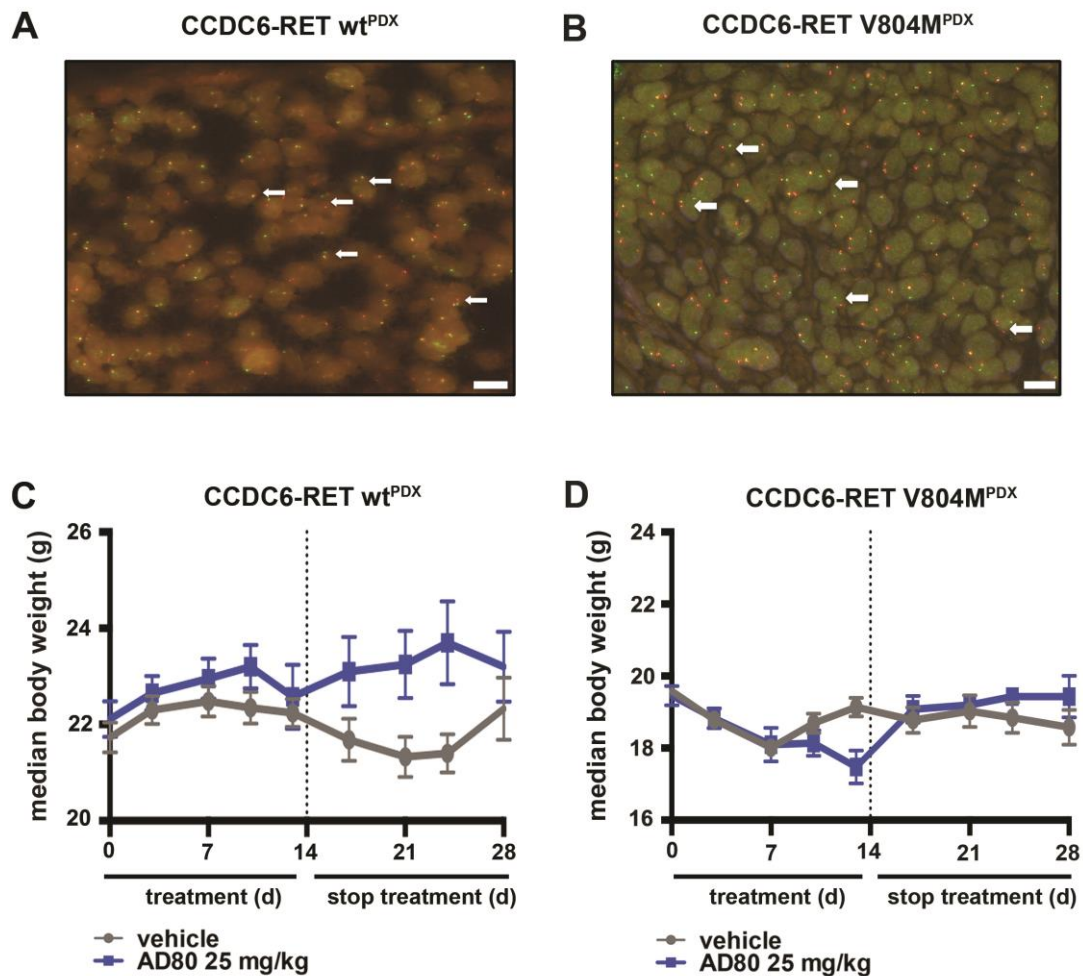 A
CCDC6-RET wtPDX
B
CCDC6-RET V804MPDX
C
CCDC6-RET wtPDX
median body weight (g)
26
24
22
20
0 7 14 21 28
treatment (d) stop treatment (d)
vehicle
AD80 25 mg/kg
D
CCDC6-RET V804MPDX
median body weight (g)
24
22
20
18
16
0 7 14 21 28
treatment (d) stop treatment (d)
vehicle
AD80 25 mg/kg